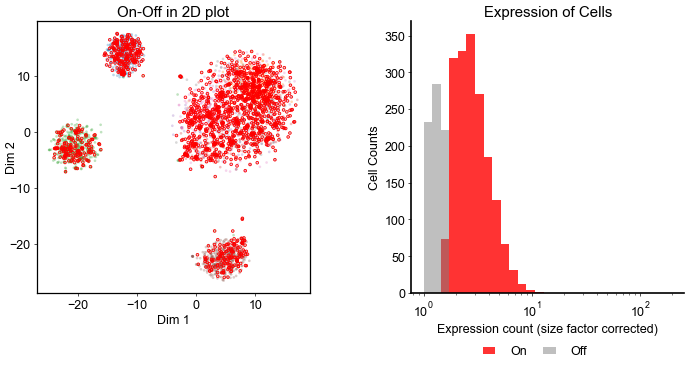 On-Off in 2D plot
10
0
−10
−20
Dim 2
−20
−10
0
10
Dim 1
Expression of Cells
350
300
250
200
150
100
50
0
Cell Counts
10^0
10^1
10^2
Expression count (size factor corrected)
On
Off